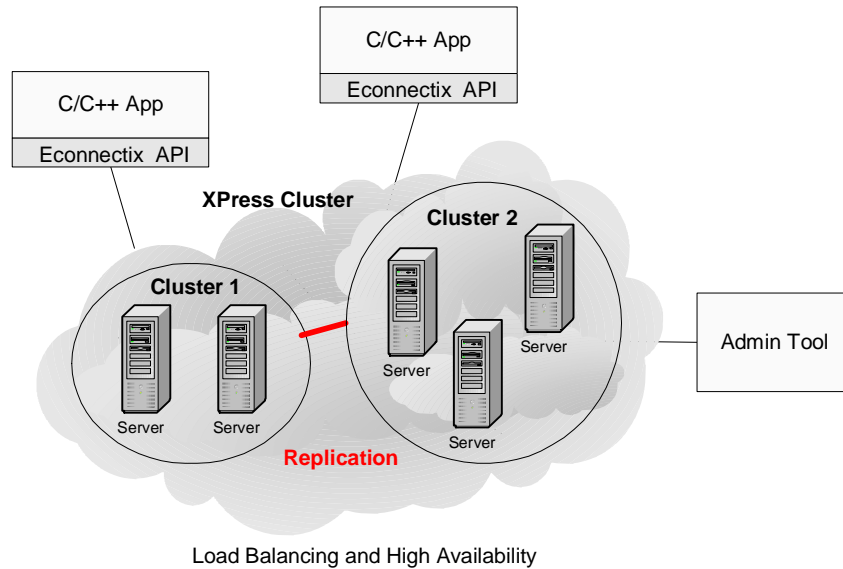 C/C++ App
Econnectix API
C/C++ App
Econnectix API
XPress Cluster
Cluster 2
Cluster 1
Server
Server
Server
Server
Server
Admin Tool
Replication
Load Balancing and High Availability